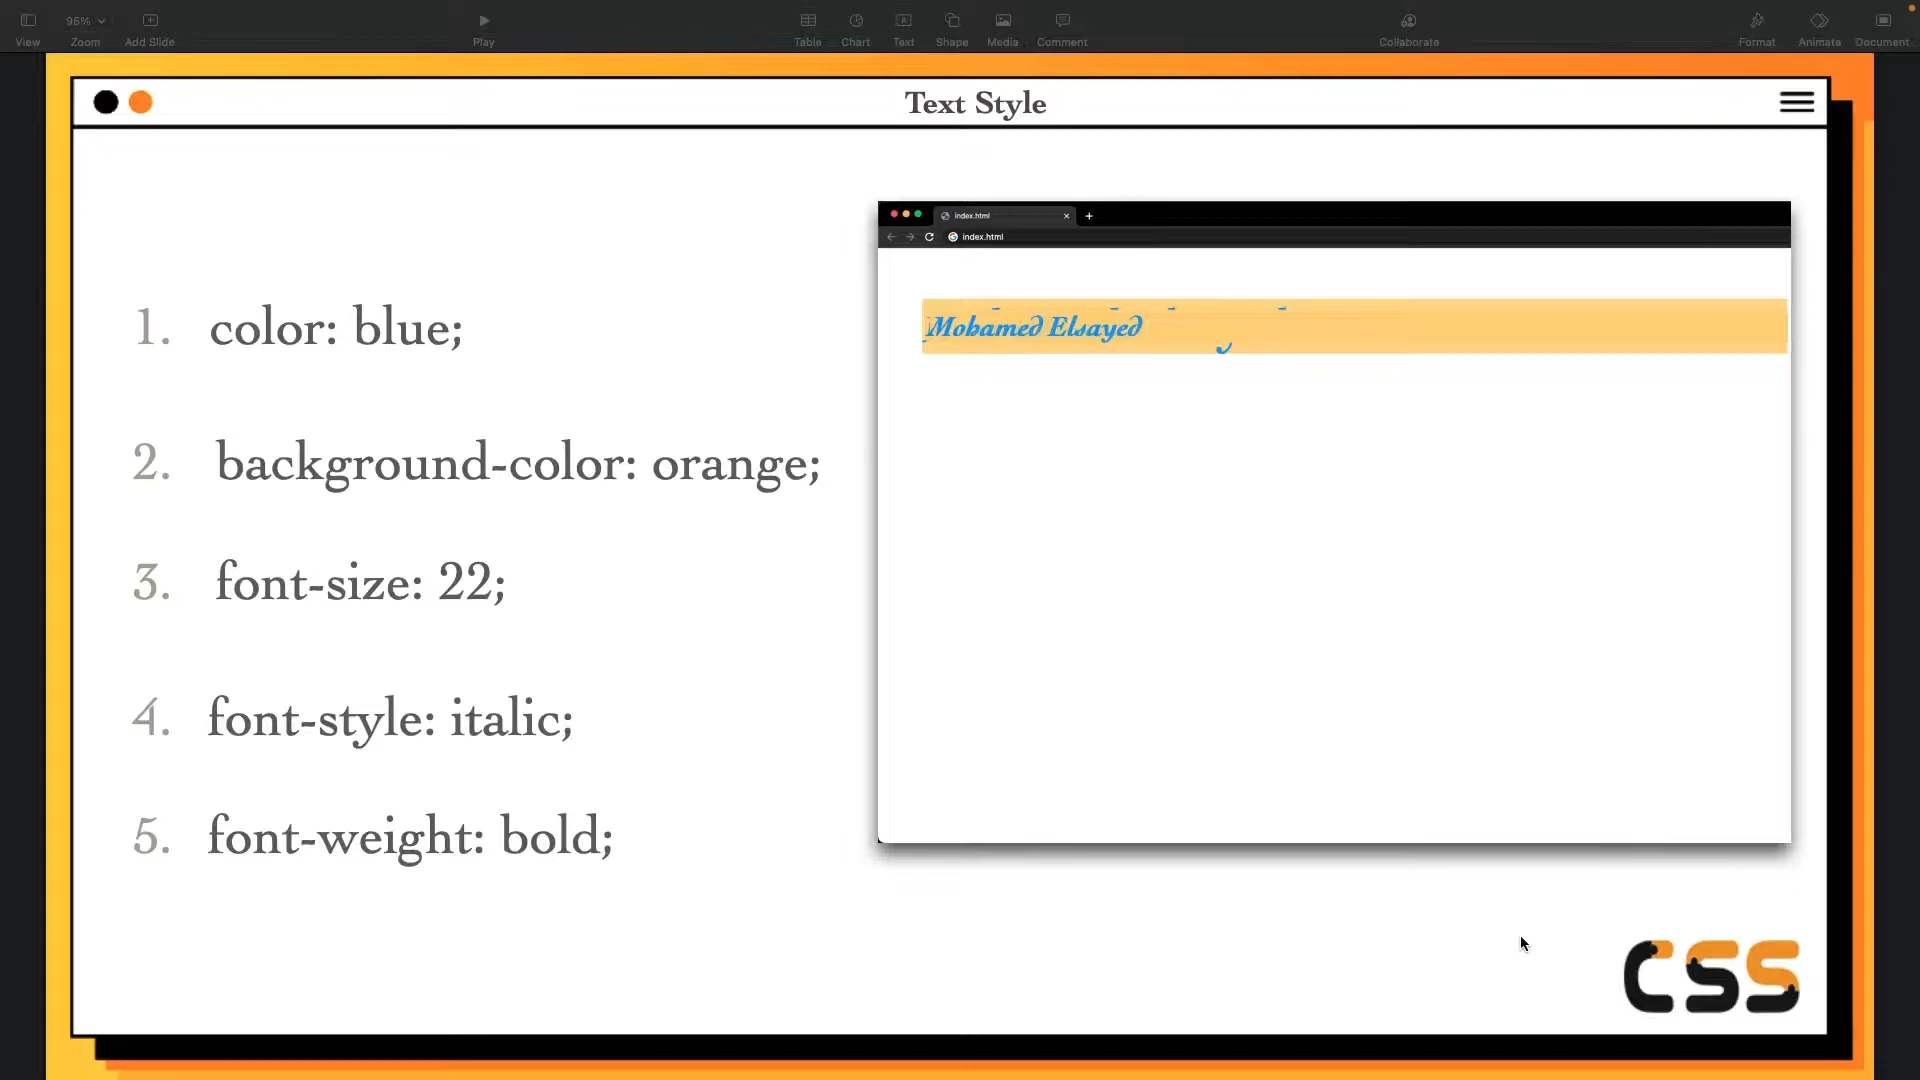 95%
View
Zoom
Add Slide
Play
Table
Chart
Text
Shape
Media
Comment
Collaborate
Format
Animate
Document
Text Style
index.html
index.html
Mohamed Elsayed
1. color: blue;
2. background-color: orange;
3. font-size: 22;
4. font-style: italic;
5. font-weight: bold;
CSS